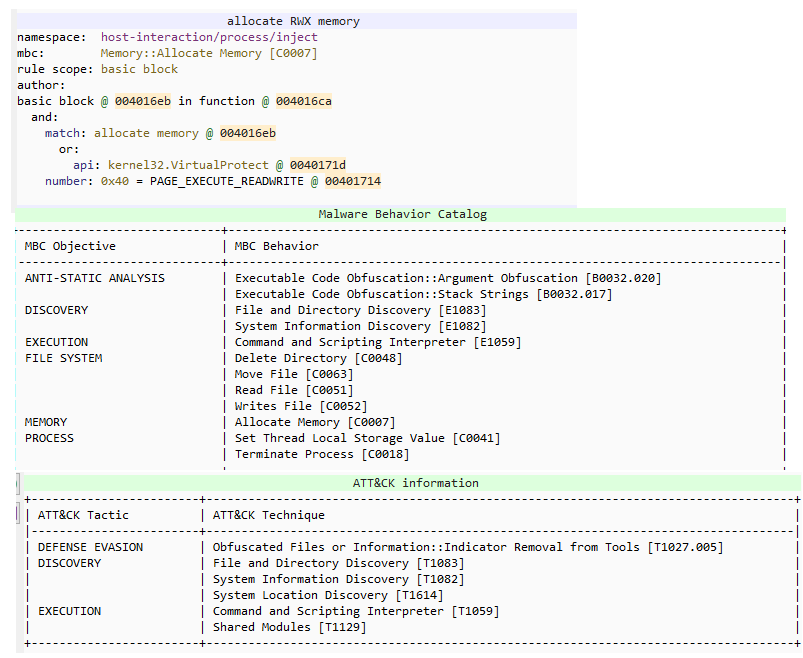 allocate RWX memory
namespace: host-interaction/process/inject
mbc: Memory::Allocate Memory [C0007]
rule scope: basic block
author:
basic block @ 004016eb in function @ 004016ca
and:
match: allocate memory @ 004016eb
or:
api: kernel32.VirtualProtect @ 0040171d
number: 0x40 = PAGE_EXECUTE_READWRITE @ 00401714
Malware Behavior Catalog
MBC Objective | MBC Behavior
ANTI-STATIC ANALYSIS | Executable Code Obfuscation::Argument Obfuscation [B0032.020]
| Executable Code Obfuscation::Stack Strings [B0032.017]
DISCOVERY | File and Directory Discovery [E1083]
| System Information Discovery [E1082]
EXECUTION | Command and Scripting Interpreter [E1059]
FILE SYSTEM | Delete Directory [C0048]
| Move File [C0063]
| Read File [C0051]
| Writes File [C0052]
MEMORY | Allocate Memory [C0007]
PROCESS | Set Thread Local Storage Value [C0041]
| Terminate Process [C0018]
ATT&CK information
ATT&CK Tactic | ATT&CK Technique
DEFENSE EVASION | Obfuscated Files or Information::Indicator Removal from Tools [T1027.005]
DISCOVERY | File and Directory Discovery [T1083]
| System Information Discovery [T1082]
| System Location Discovery [T1614]
EXECUTION | Command and Scripting Interpreter [T1059]
| Shared Modules [T1129]